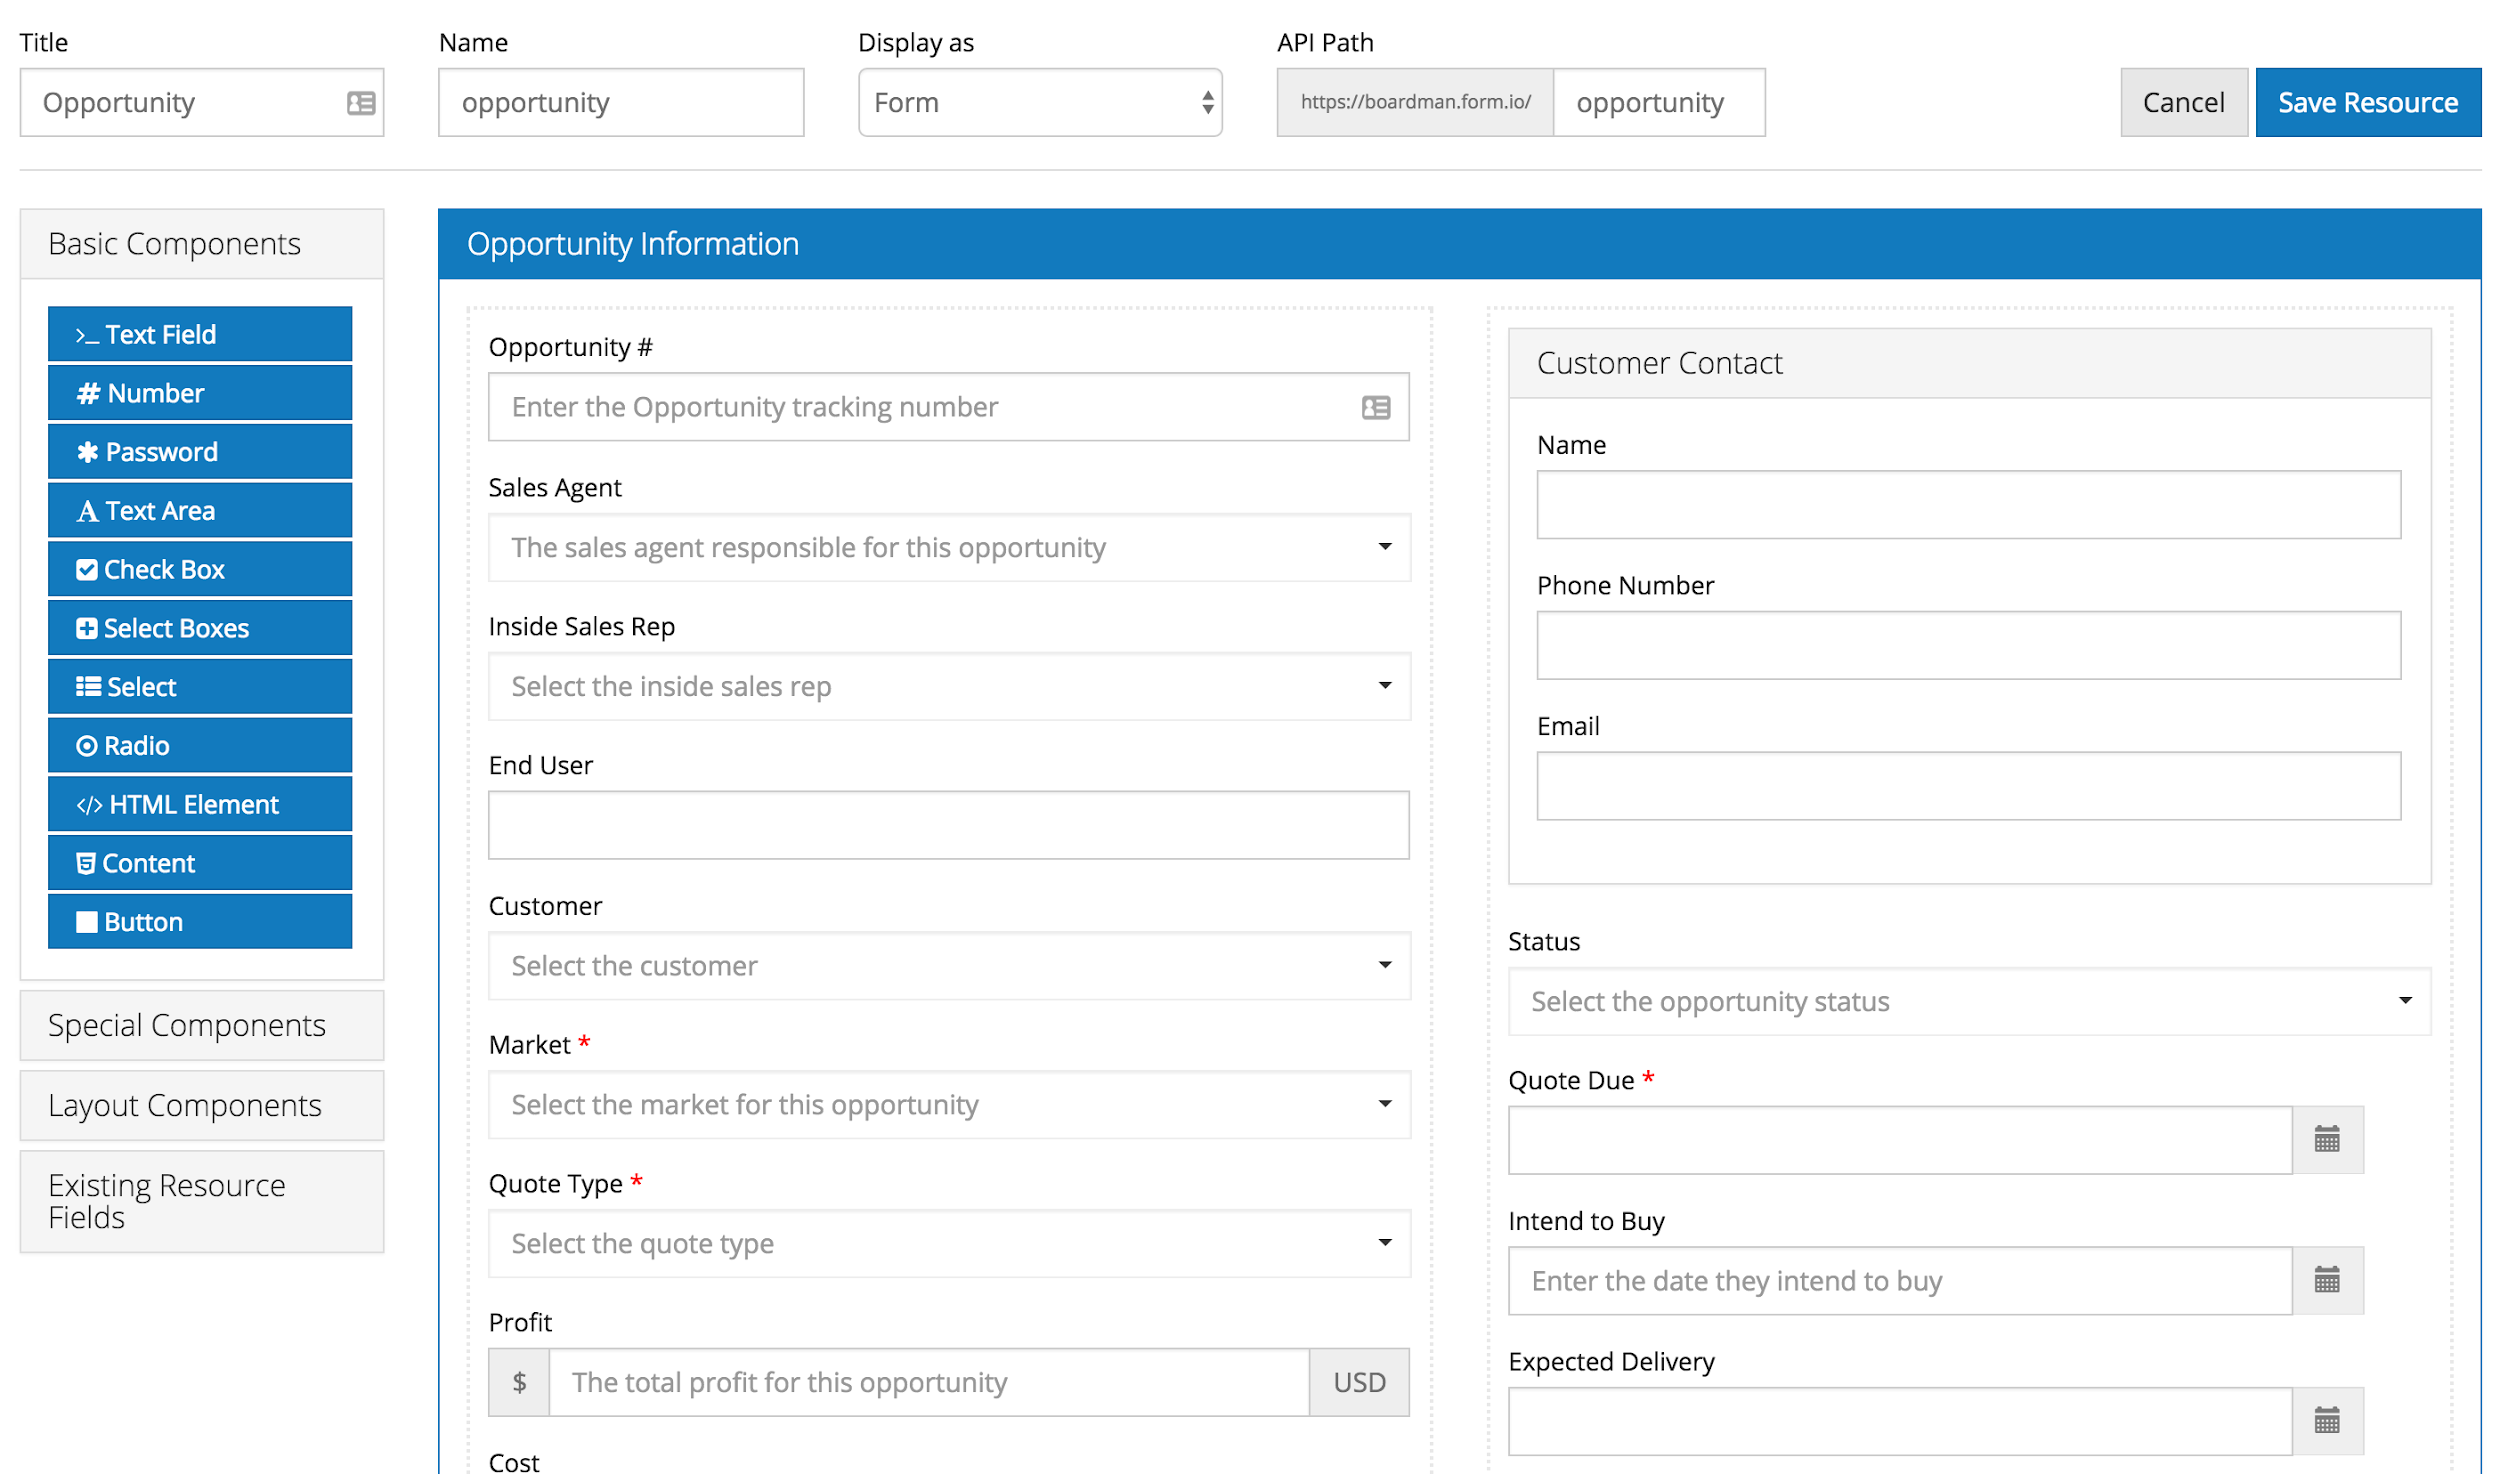 Title
Name
Display as
API Path
Opportunity
opportunity
Form
https://boardman.form.io/
opportunity
Cancel
Save Resource
Basic Components
Text Field
Number
Password
Text Area
Check Box
Select Boxes
Select
Radio
HTML Element
Content
Button
Special Components
Layout Components
Existing Resource
Fields
Opportunity Information
Opportunity #
Enter the Opportunity tracking number
Sales Agent
The sales agent responsible for this opportunity
Inside Sales Rep
Select the inside sales rep
End User
Customer
Select the customer
Market *
Select the market for this opportunity
Quote Type *
Select the quote type
Profit
$
The total profit for this opportunity
USD
Cost
Customer Contact
Name
Phone Number
Email
Status
Select the opportunity status
Quote Due *
Intend to Buy
Enter the date they intend to buy
Expected Delivery